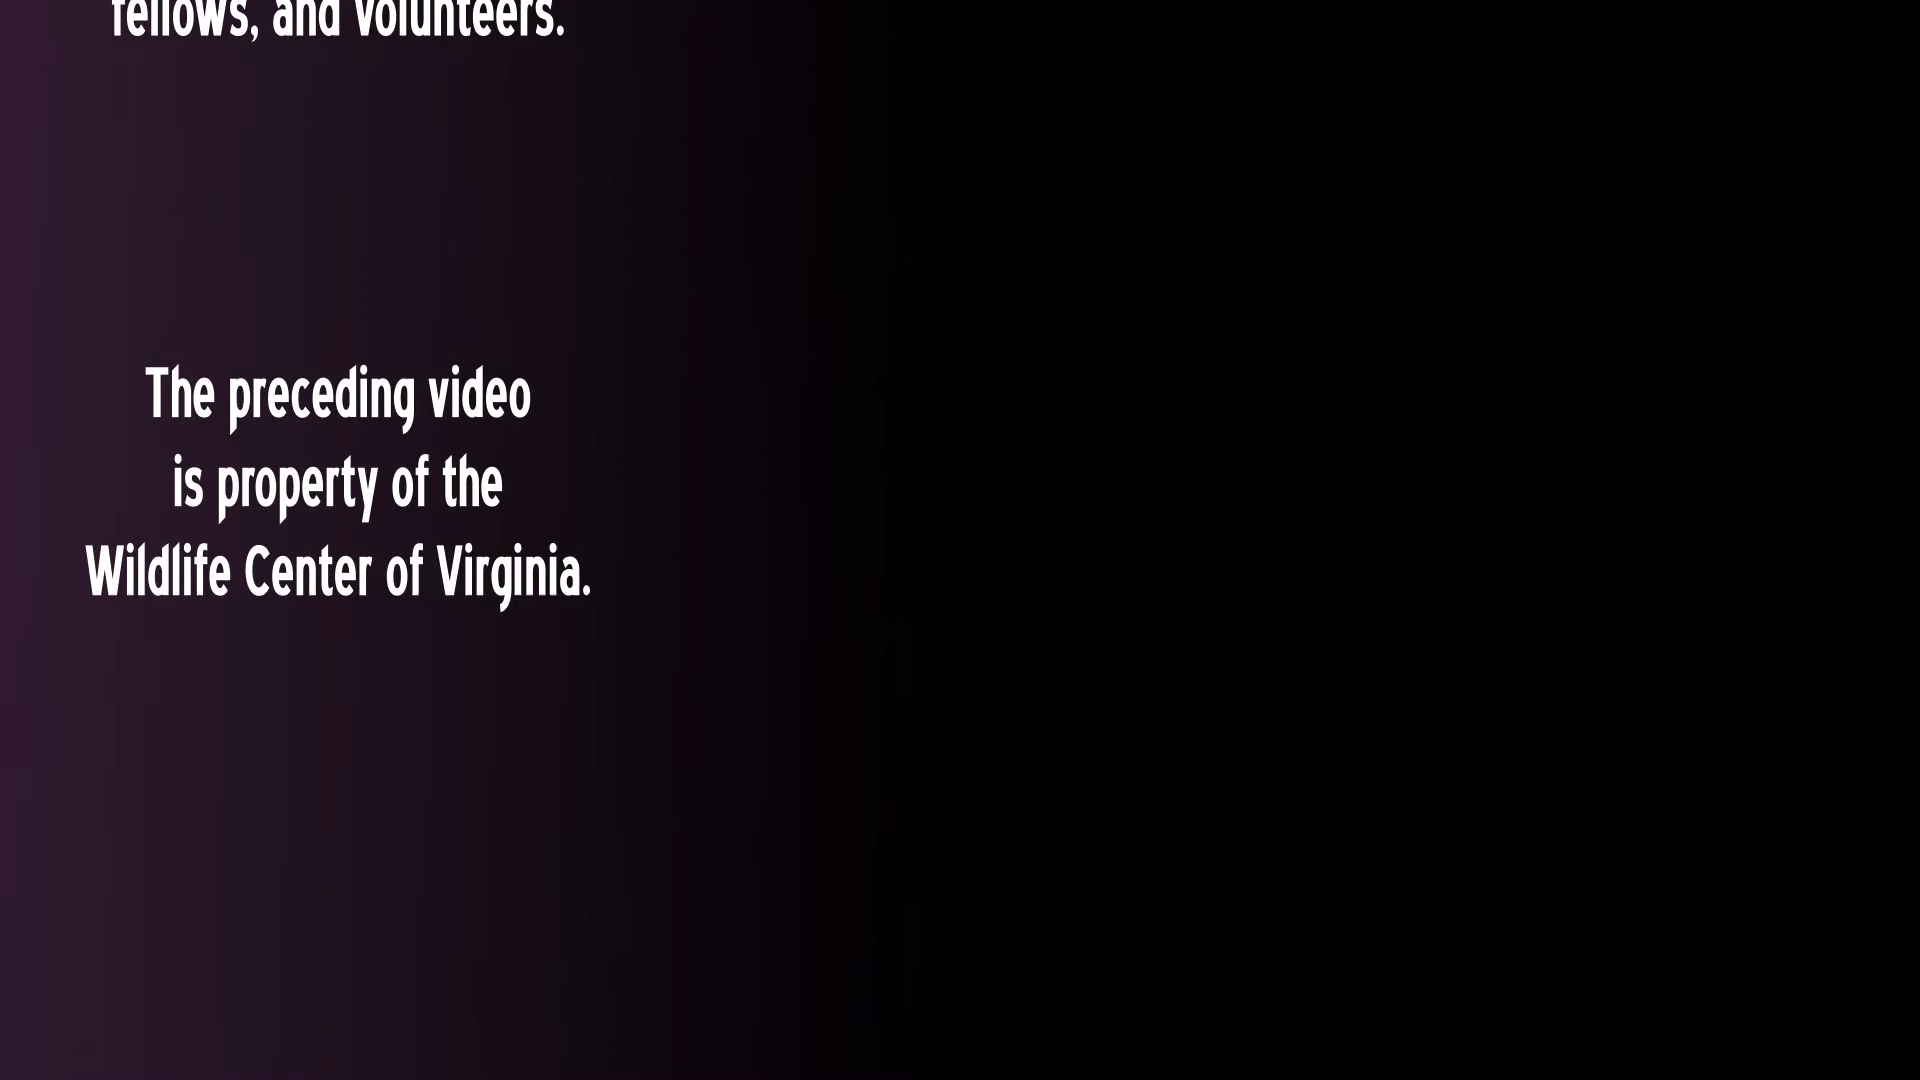 fellows, and volunteers.
The preceding video
is property of the
Wildlife Center of Virginia.